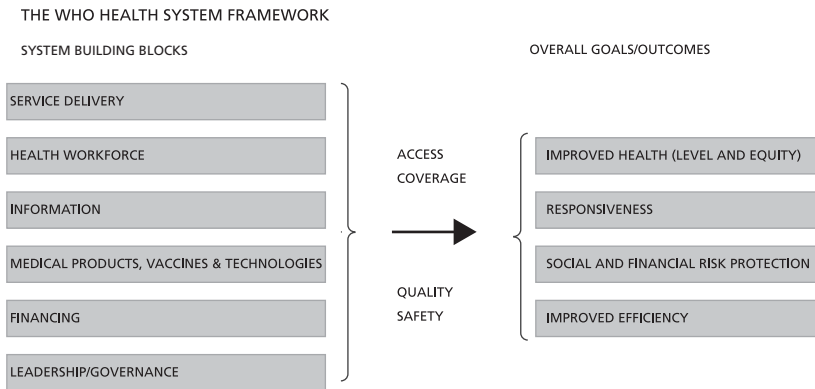 THE WHO HEALTH SYSTEM FRAMEWORK
SYSTEM BUILDING BLOCKS
OVERALL GOALS/OUTCOMES
SERVICE DELIVERY
HEALTH WORKFORCE
INFORMATION
MEDICAL PRODUCTS, VACCINES & TECHNOLOGIES
FINANCING
LEADERSHIP/GOVERNANCE
ACCESS
COVERAGE
QUALITY
SAFETY
IMPROVED HEALTH (LEVEL AND EQUITY)
RESPONSIVENESS
SOCIAL AND FINANCIAL RISK PROTECTION
IMPROVED EFFICIENCY